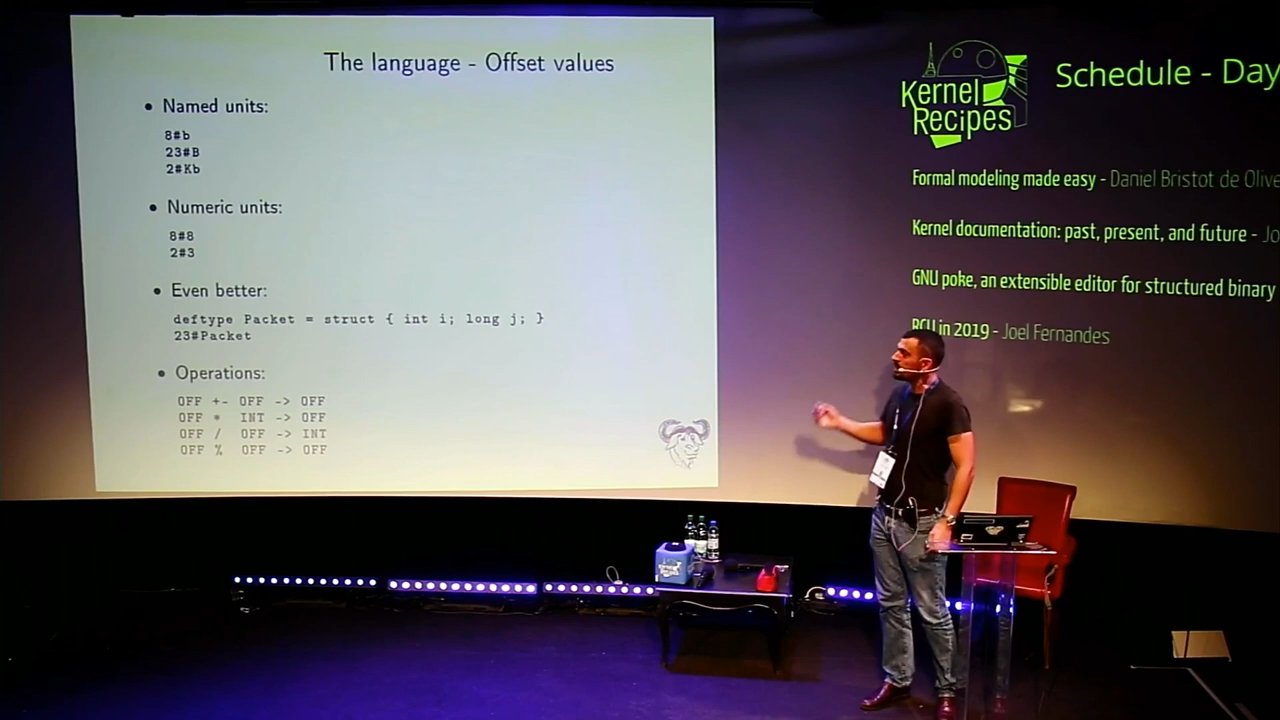 The language - Offset values
• Named units:
8#b
23#B
2#Kb
• Numeric units:
8#8
2#3
• Even better:
deftype Packet = struct { int i; long j; }
23#Packet
• Operations:
OFF +- OFF -> OFF
OFF * INT -> OFF
OFF / OFF -> INT
OFF % OFF -> OFF
Kernel
Recipes
Schedule - Day
Formal modeling made easy - Daniel Bristot de Olive
Kernel documentation: past, present, and future - Jo
GNU poke, an extensible editor for structured binary
RCU in 2019 - Joel Fernandes